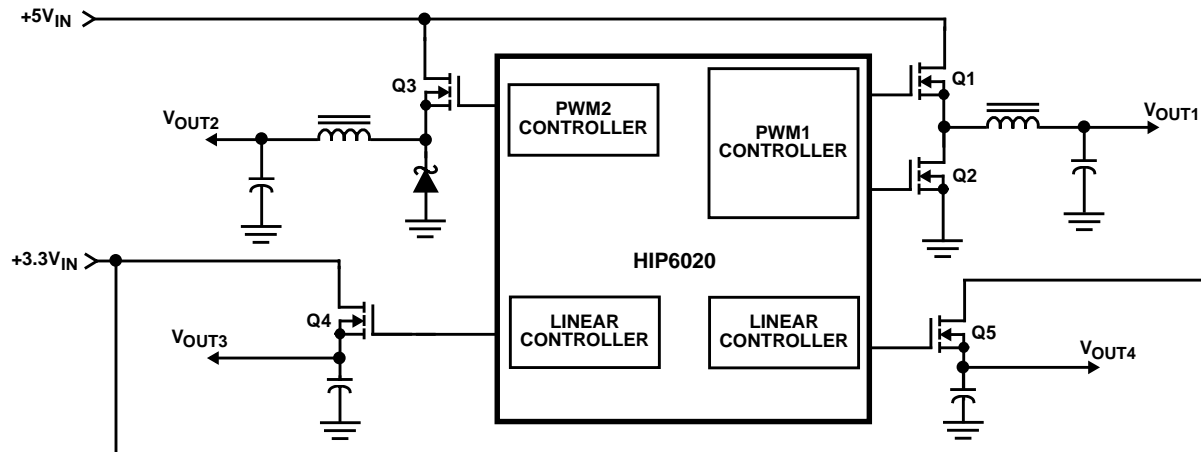 +5VIN
Q3
Q1
PWM2
CONTROLLER
PWM1
CONTROLLER
VOUT2
VOUT1
Q2
+3.3VIN
HIP6020
Q4
LINEAR
CONTROLLER
LINEAR
CONTROLLER
Q5
VOUT3
VOUT4